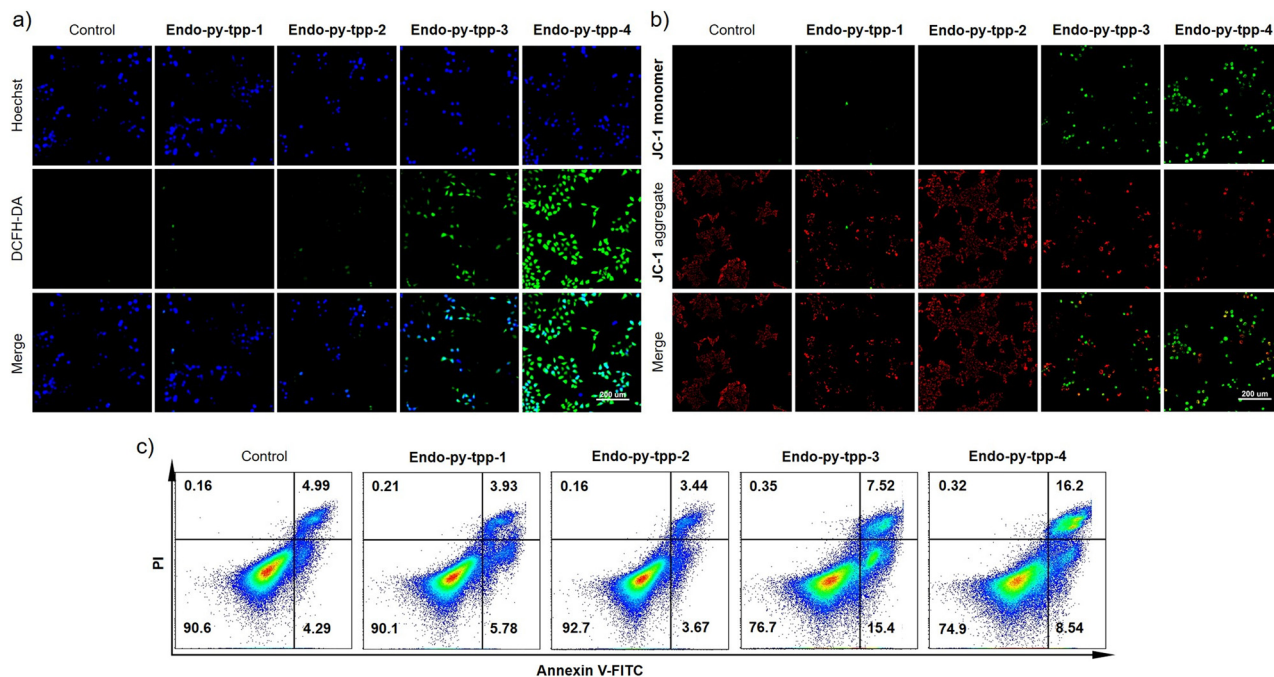 a)
Control Endo-py-tpp-1 Endo-py-tpp-2 Endo-py-tpp-3 Endo-py-tpp-4
Hoechst
DCFH-DA
Merge
200 um
b)
Control Endo-py-tpp-1 Endo-py-tpp-2 Endo-py-tpp-3 Endo-py-tpp-4
JC-1 monomer
JC-1 aggregate
Merge
200 um
c)
Control Endo-py-tpp-1 Endo-py-tpp-2 Endo-py-tpp-3 Endo-py-tpp-4
0.16 4.99 0.21 3.93 0.16 3.44 0.35 7.52 0.32 16.2
PI
90.6 4.29 90.1 5.78 92.7 3.67 76.7 15.4 74.9 8.54
Annexin V-FITC